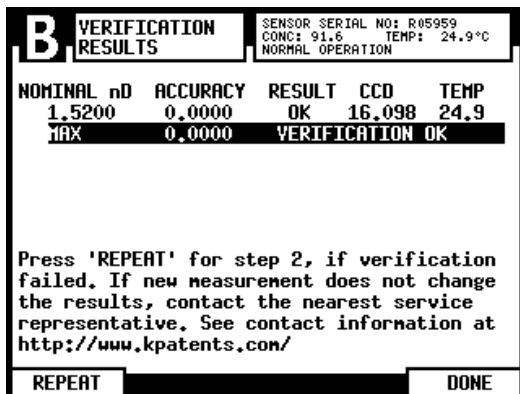 B VERIFICATION RESULTS
SENSOR SERIAL NO: R05959
CONC: 91.6 TEMP: 24.9°C
NORMAL OPERATION
NOMINAL nD ACCURACY RESULT CCD TEMP
1.5200 0.0000 OK 16.098 24.9
MAX 0.0000 VERIFICATION OK
Press 'REPEAT' for step 2, if verification
failed. If new measurement does not change
the results, contact the nearest service
representative. See contact information at
http://www.kpatents.com/
REPEAT DONE